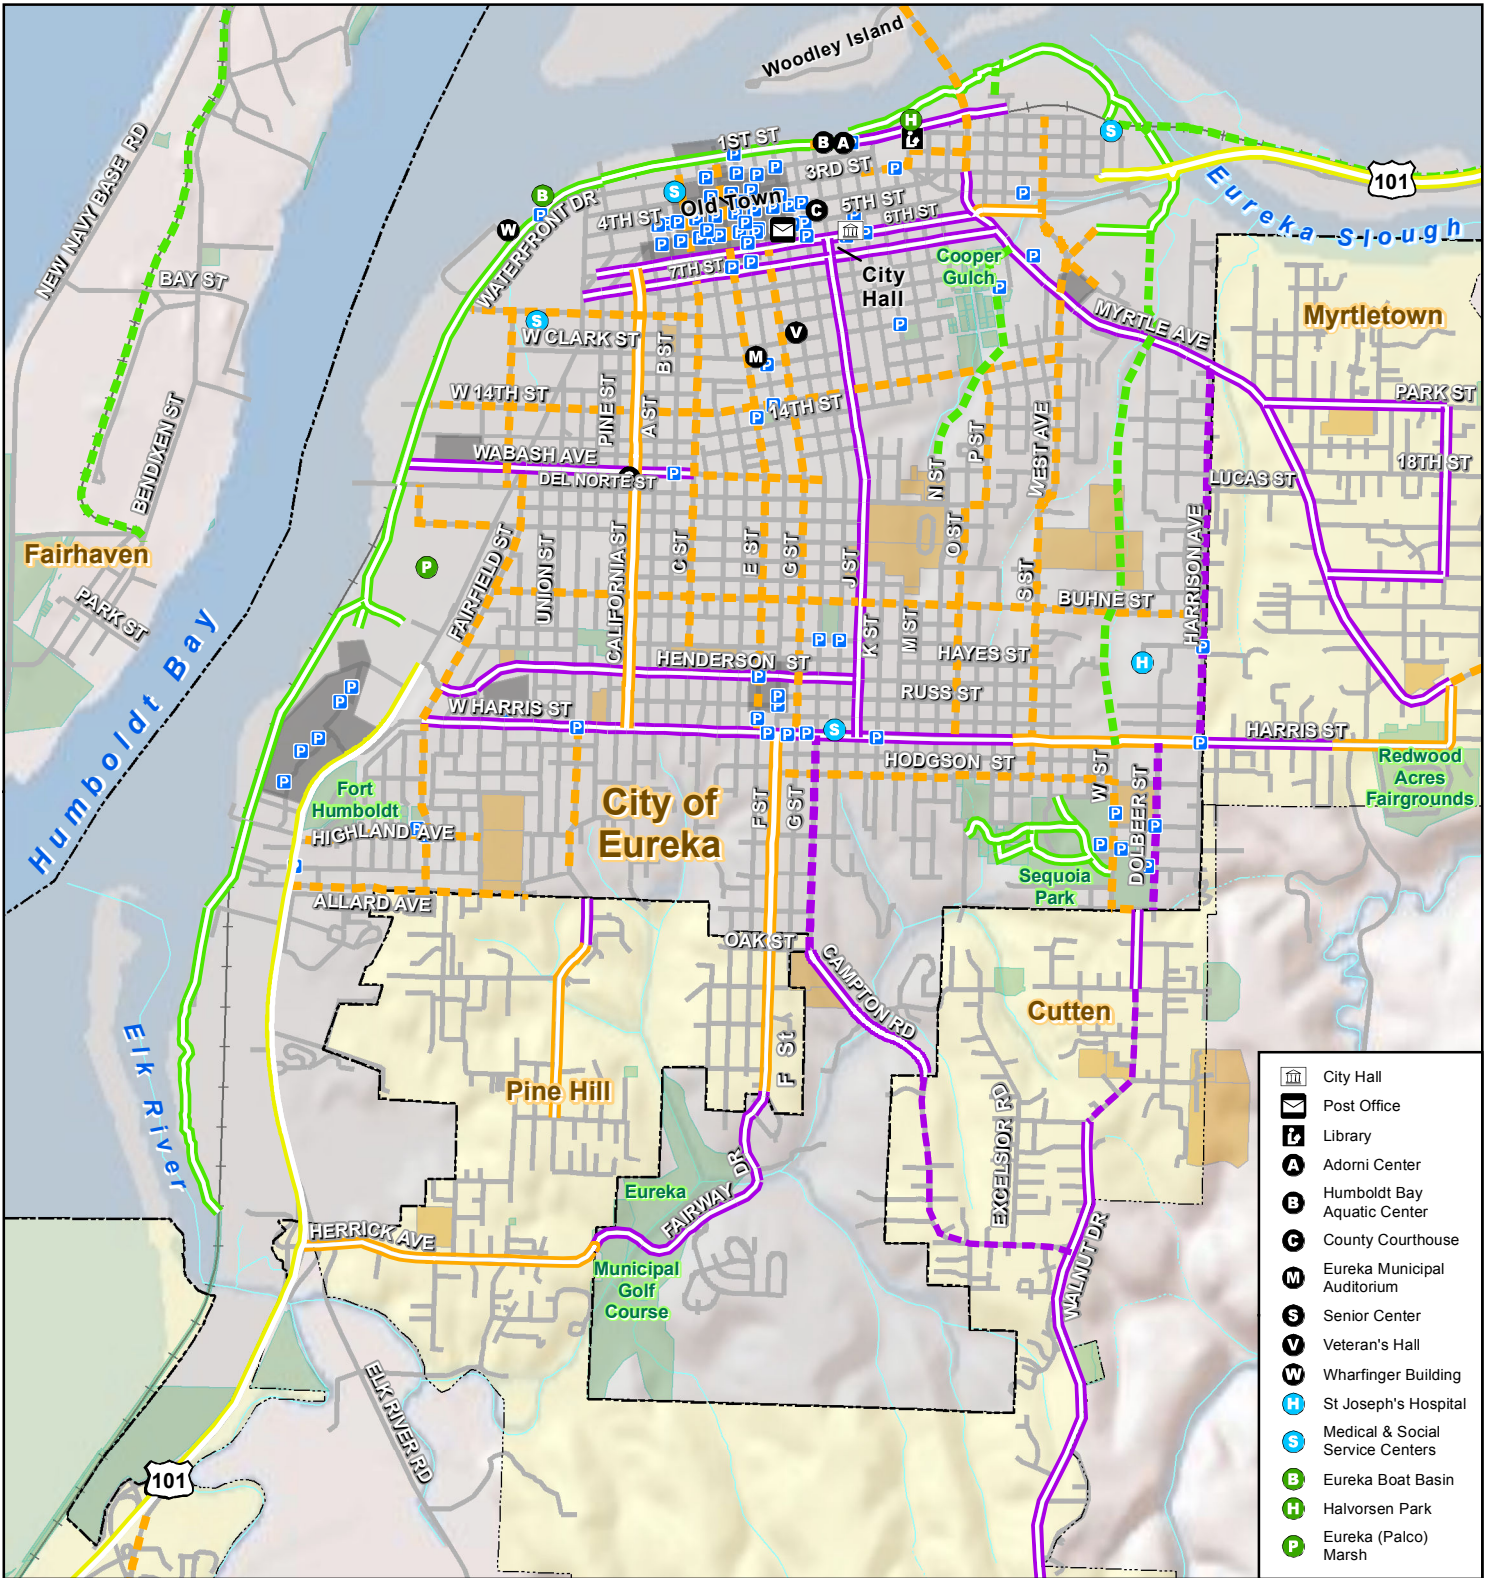 Woodley Island
1ST ST
B
A
H
3RD ST
S
101
Eureka Slough
NEW NAVY BASE RD
B
WATERFRONT DR
W
S
4TH ST
Old Town
C
5TH ST
6TH ST
7TH ST
City
Hall
Cooper
Gulch
BAY ST
Myrtletown
MYRTLE AVE
S
W CLARK ST
B ST
V
M
W 14TH ST
PINE ST
A ST
14TH ST
PARK ST
BENDIXEN ST
WABASH AVE
DEL NORTE ST
N ST
P ST
WEST AVE
LUCAS ST
18TH ST
Fairhaven
PARK ST
P
FAIRFIELD ST
UNION ST
CALIFORNIA ST
C ST
E ST
G ST
J ST
O ST
S ST
BUHNE ST
HARRISON AVE
Humboldt Bay
K ST
M ST
HAYES ST
H
HENDERSON ST
RUSS ST
W HARRIS ST
S
HARRIS ST
HODGSON ST
W ST
DOLBEER ST
Redwood
Acres
Fairgrounds
Fort
Humboldt
HIGHLAND AVE
City of
Eureka
F ST
G ST
Sequoia
Park
ALLARD AVE
OAK ST
CAMPTON RD
Cutten
Elk River
Pine Hill
F St
EXCELSIOR RD
Eureka
FAIRWAY DR
HERRICK AVE
Municipal
Golf
Course
WALNUT DR
ELK RIVER RD
101
City Hall
Post Office
Library
A Adorni Center
B Humboldt Bay
Aquatic Center
C County Courthouse
M Eureka Municipal
Auditorium
S Senior Center
V Veteran's Hall
W Wharfinger Building
H St Joseph's Hospital
S Medical & Social
Service Centers
B Eureka Boat Basin
H Halvorsen Park
P Eureka (Palco)
Marsh